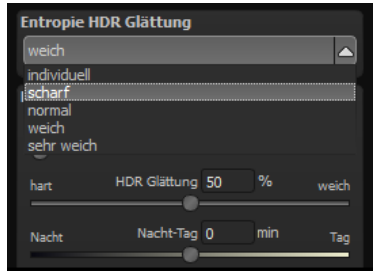 Entropie HDR Glättung
weich
individuell
scharf
normal
weich
sehr weich
hart HDR Glättung 50 % weich
Nacht Nacht-Tag 0 min Tag